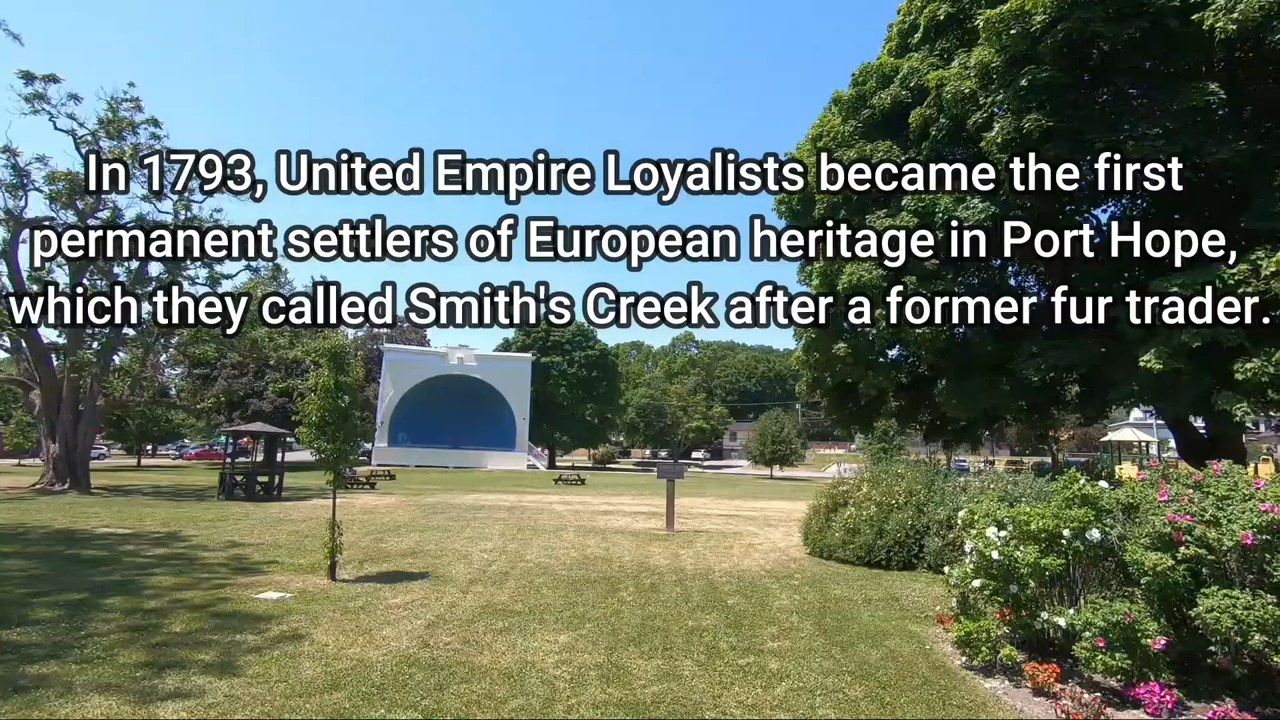 In 1793, United Empire Loyalists became the first
permanent settlers of European heritage in Port Hope,
which they called Smith's Creek after a former fur trader.